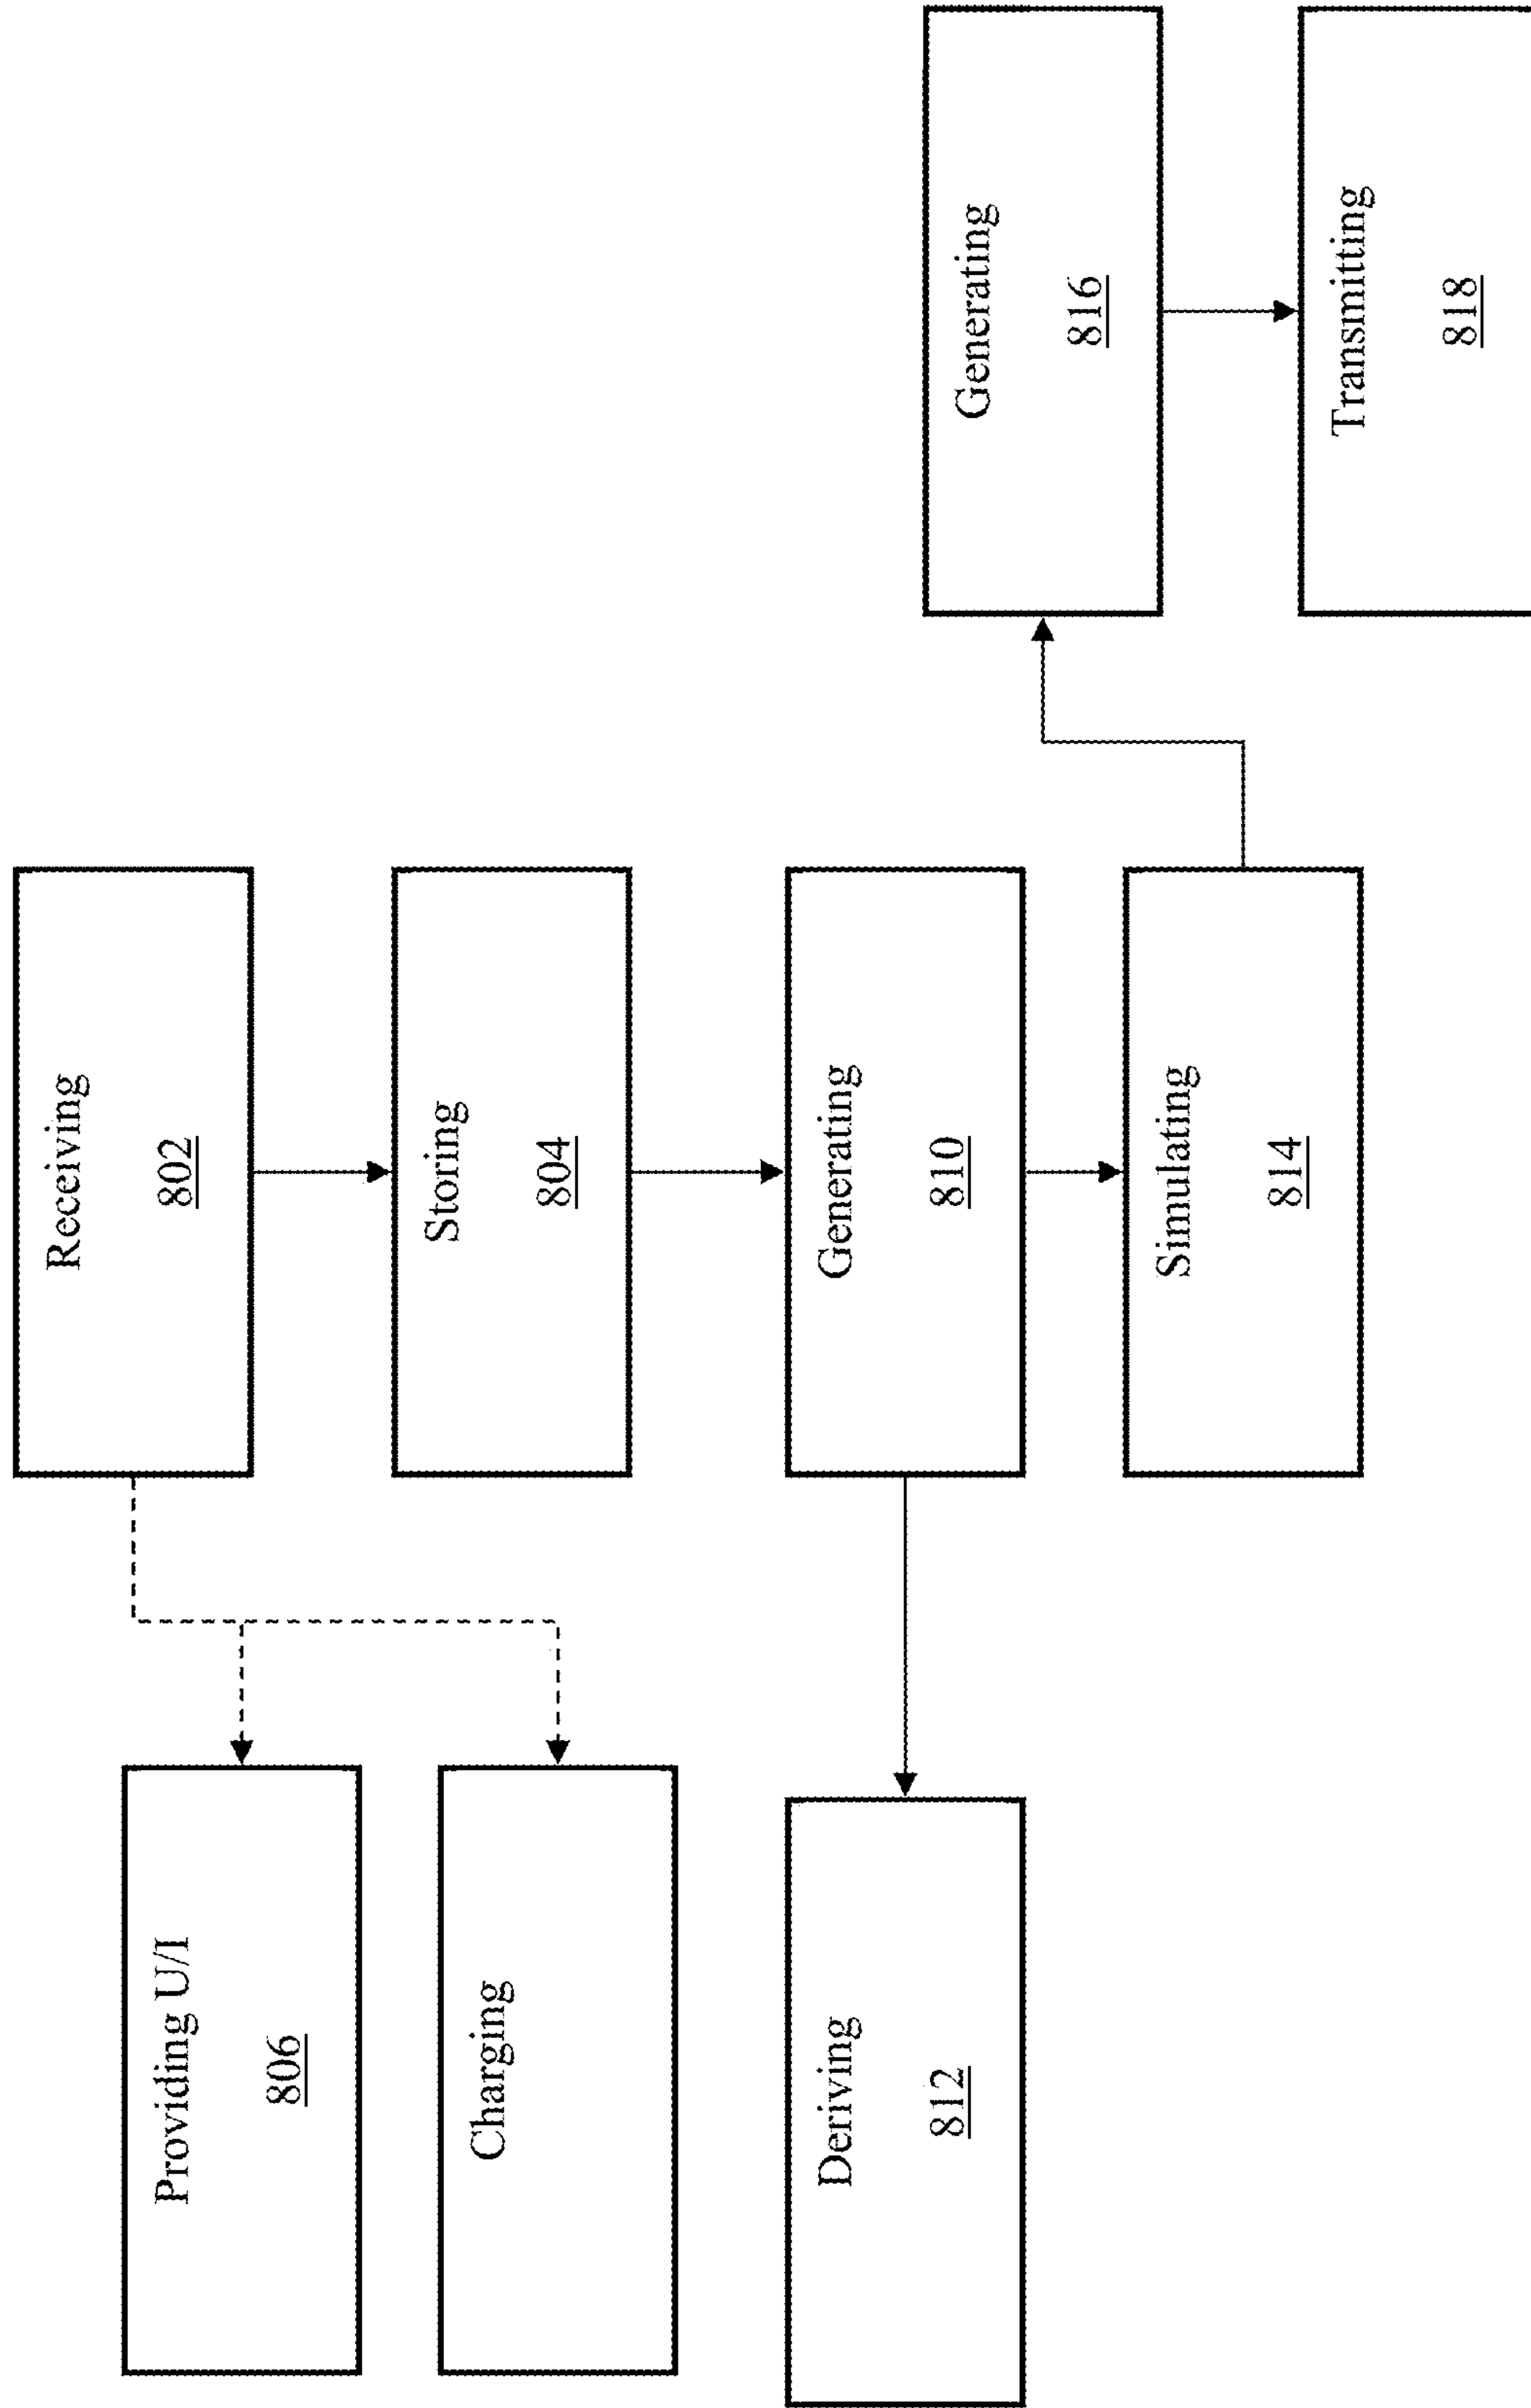 Receiving
802
Storing
804
Providing U/I
806
Charging
Generating
810
Deriving
812
Simulating
814
Generating
816
Transmitting
818